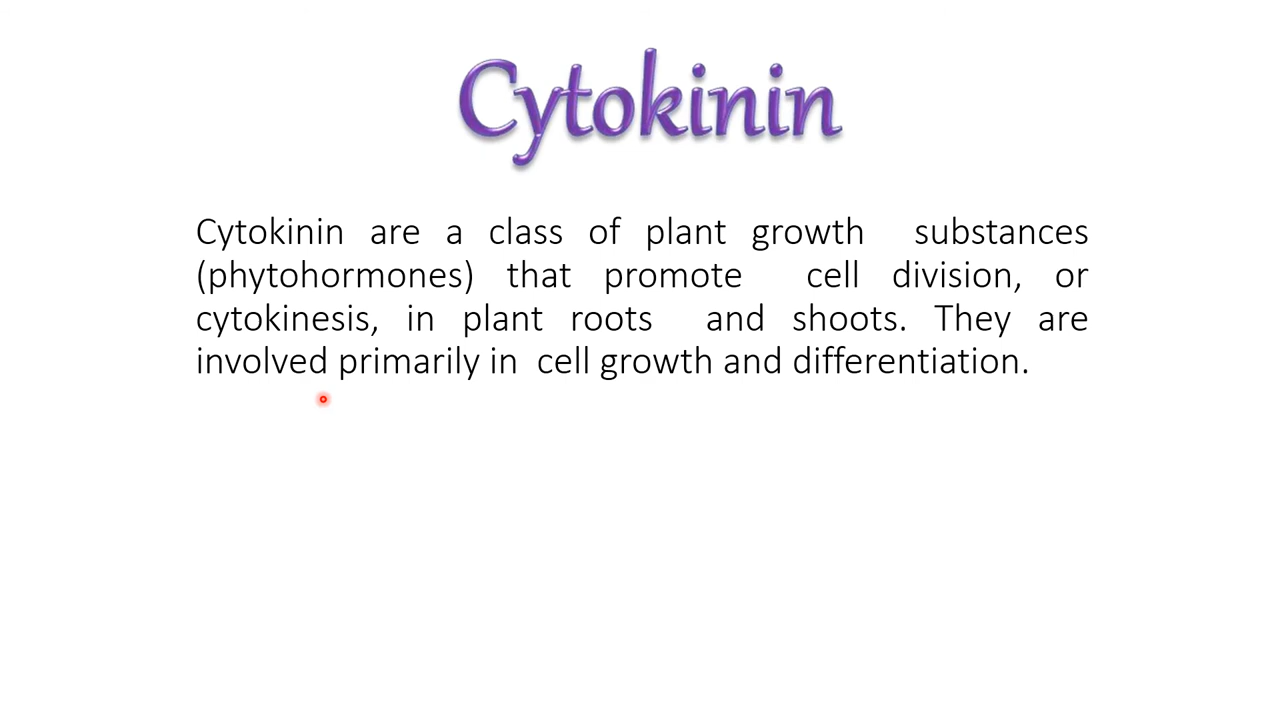 Cytokinin
Cytokinin are a class of plant growth substances
(phytohormones) that promote cell division, or
cytokinesis, in plant roots and shoots. They are
involved primarily in cell growth and differentiation.